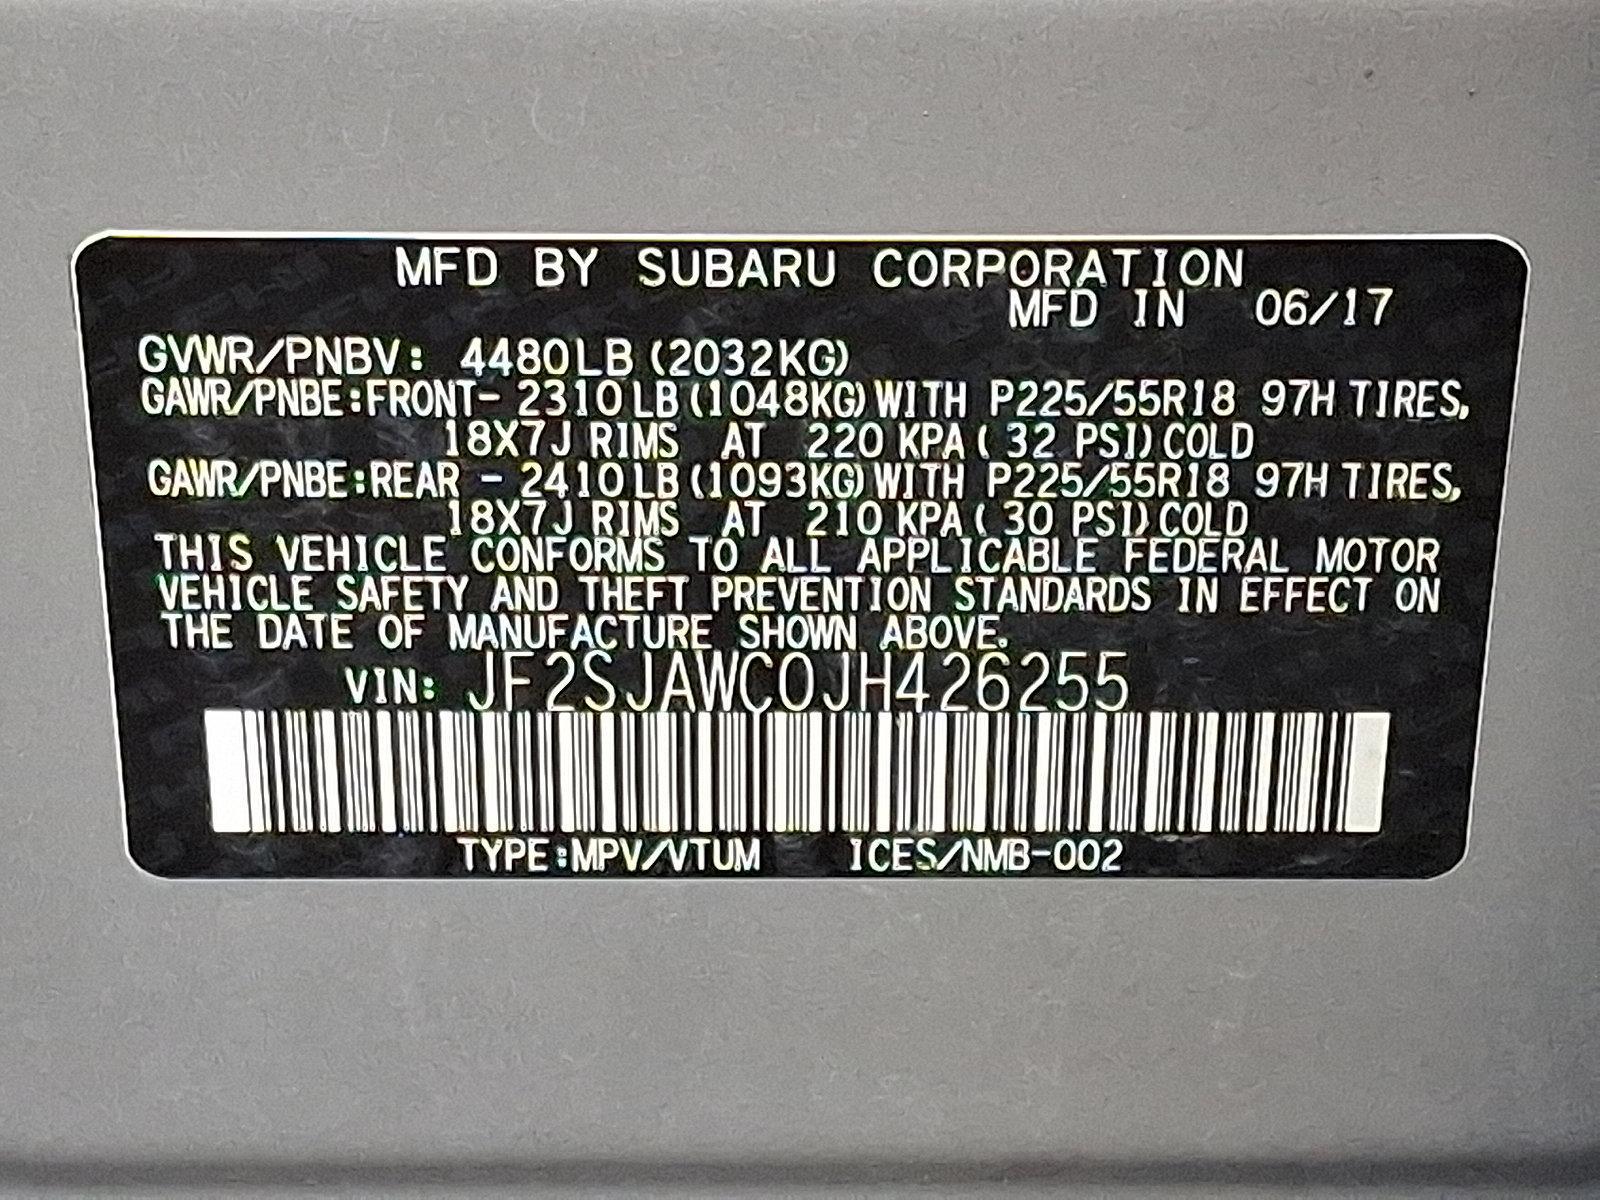 MFD BY SUBARU CORPORATION
MFD IN 06/17
GVWR/PNBV: 4480LB(2032KG)
GAWR/PNBE:FRONT- 2310LB(1048KG)WITH P225/55R18 97H TIRES,
18X7J RIMS AT 220 KPA( 32 PSI)COLD
GAWR/PNBE:REAR - 2410LB(1093KG)WITH P225/55R18 97H TIRES,
18X7J RIMS AT 210 KPA( 30 PSI)COLD
THIS VEHICLE CONFORMS TO ALL APPLICABLE FEDERAL MOTOR
VEHICLE SAFETY AND THEFT PREVENTION STANDARDS IN EFFECT ON
THE DATE OF MANUFACTURE SHOWN ABOVE.
VIN: JF2SJAWC0JH426255
TYPE:MPV/VTUM ICES/NMB-002